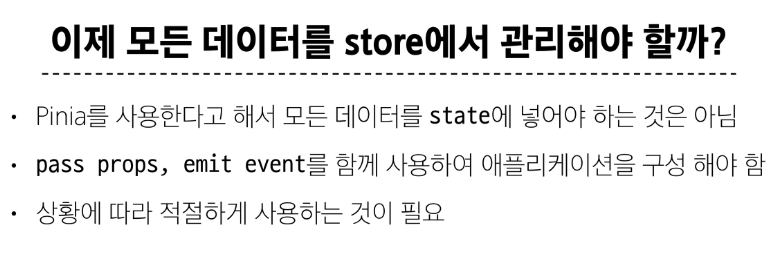 이제 모든 데이터를 store에서 관리해야 할까?
• Pinia를 사용한다고 해서 모든 데이터를 state에 넣어야 하는 것은 아님
• pass props, emit event를 함께 사용하여 애플리케이션을 구성 해야 함
• 상황에 따라 적절하게 사용하는 것이 필요